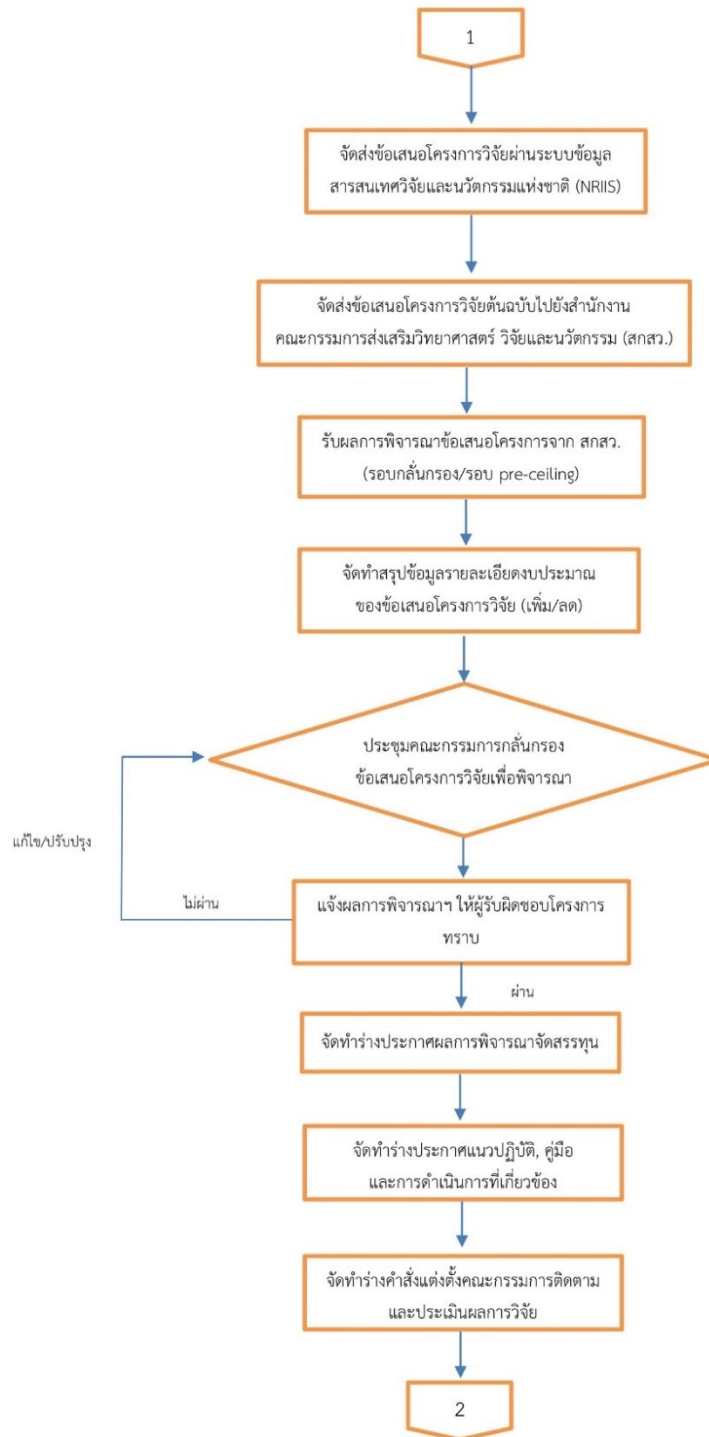 1
จัดส่งข้อเสนอโครงการวิจัยผ่านระบบข้อมูล
สารสนเทศวิจัยและนวัตกรรมแห่งชาติ (NRIIS)
จัดส่งข้อเสนอโครงการวิจัยต้นฉบับไปยังสำนักงาน
คณะกรรมการส่งเสริมวิทยาศาสตร์ วิจัยและนวัตกรรม (สกสว.)
รับผลการพิจารณาข้อเสนอโครงการจาก สกสว.
(รอบกลั่นกรอง/รอบ pre-ceiling)
จัดทำสรุปข้อมูลรายละเอียดงบประมาณ
ของข้อเสนอโครงการวิจัย (เพิ่ม/ลด)
ประชุมคณะกรรมการกลั่นกรอง
ข้อเสนอโครงการวิจัยเพื่อพิจารณา
แก้ไข/ปรับปรุง
ไม่ผ่าน
แจ้งผลการพิจารณาฯ ให้ผู้รับผิดชอบโครงการ
ทราบ
ผ่าน
จัดทำร่างประกาศผลการพิจารณาจัดสรรทุน
จัดทำร่างประกาศแนวปฏิบัติ, คู่มือ
และการดำเนินการที่เกี่ยวข้อง
จัดทำร่างคำสั่งแต่งตั้งคณะกรรมการติดตาม
และประเมินผลการวิจัย
2